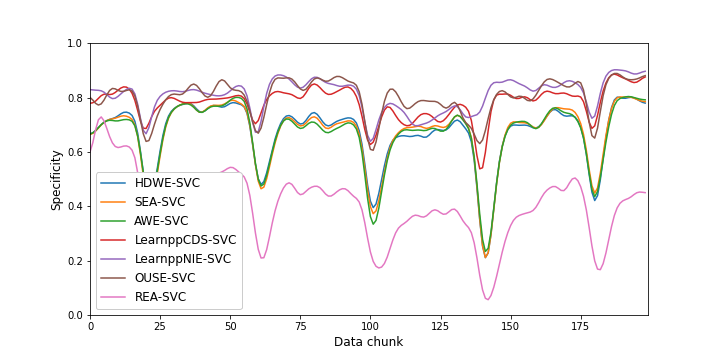 1.0
0.8
0.6
0.4
0.2
0.0
Specificity
HDWE-SVC
SEA-SVC
AWE-SVC
LearnppCDS-SVC
LearnppNIE-SVC
OUSE-SVC
REA-SVC
0 25 50 75 100 125 150 175
Data chunk